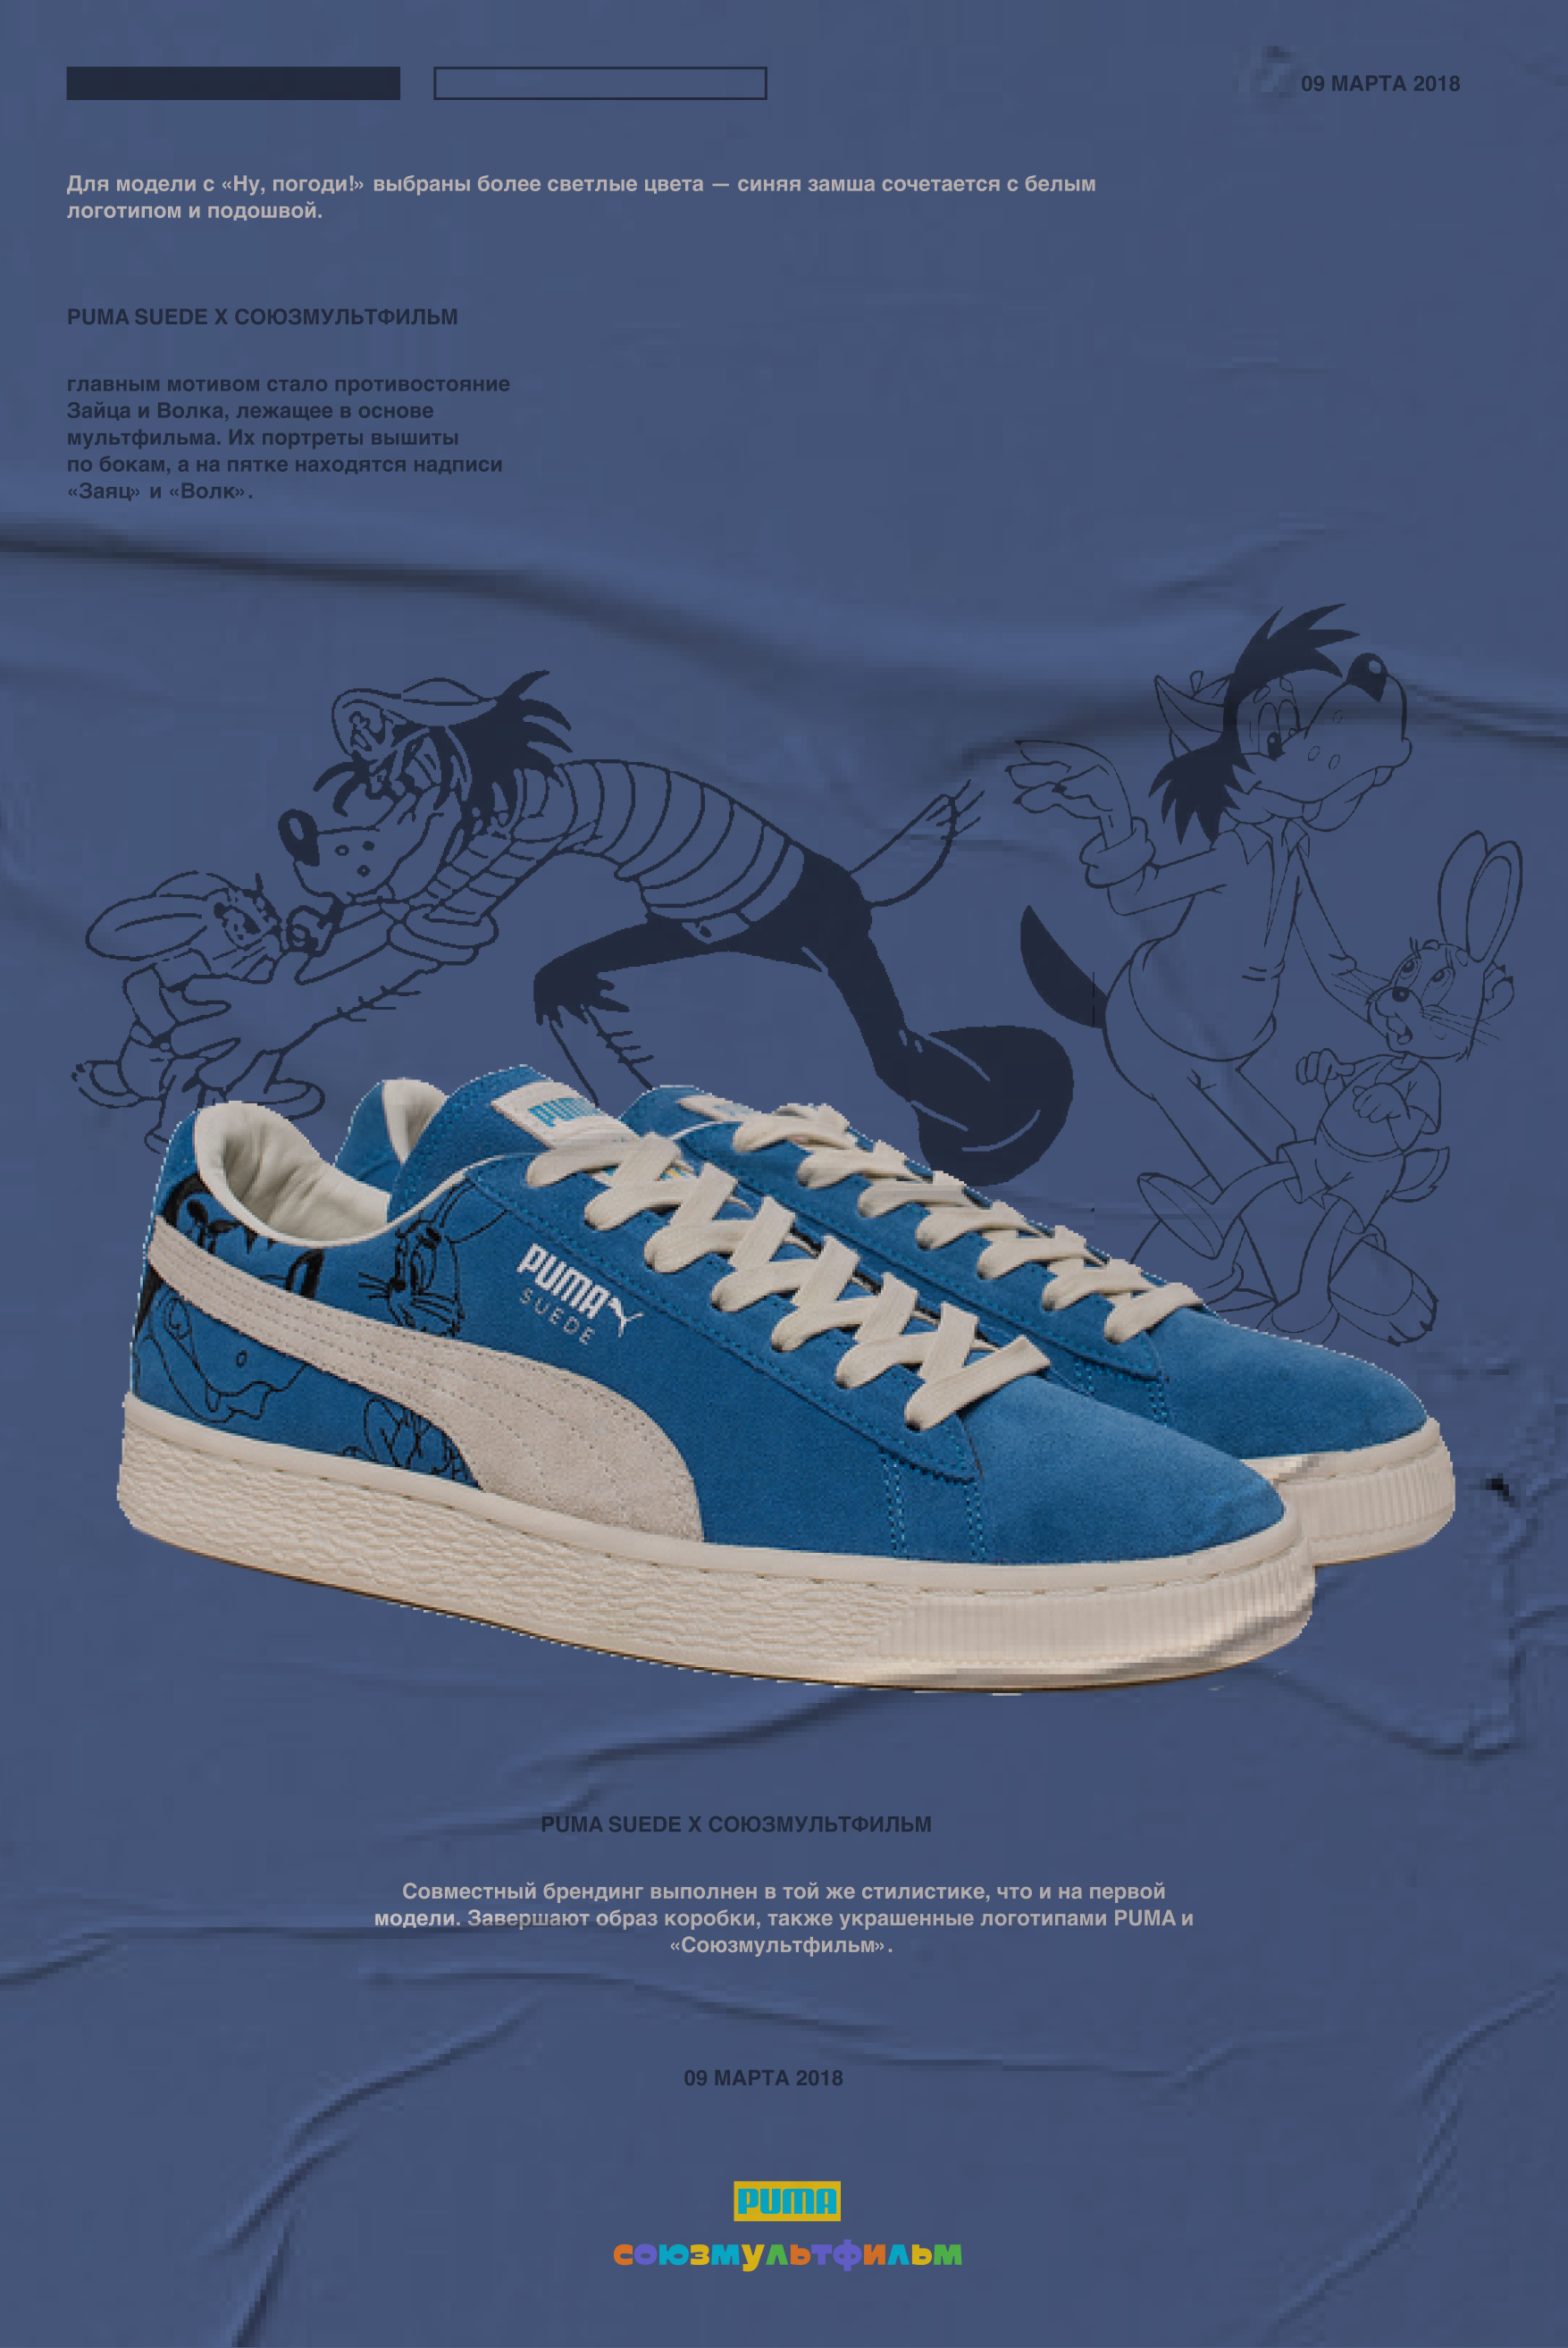 09 МАРТА 2018
Для модели с «Ну, погоди!» выбраны более светлые цвета — синяя замша сочетается с белым
логотипом и подошвой.
PUMA SUEDE X СОЮЗМУЛЬТФИЛЬМ
главным мотивом стало противостояние
Зайца и Волка, лежащее в основе
мультфильма. Их портреты вышиты
по бокам, а на пятке находятся надписи
«Заяц» и «Волк».
PUMA
PUMA
SUEDE
PUMA SUEDE X СОЮЗМУЛЬТФИЛЬМ
Совместный брендинг выполнен в той же стилистике, что и на первой
модели. Завершают образ коробки, также украшенные логотипами PUMA и
«Союзмультфильм».
09 МАРТА 2018
PUMA
союзмультфильм